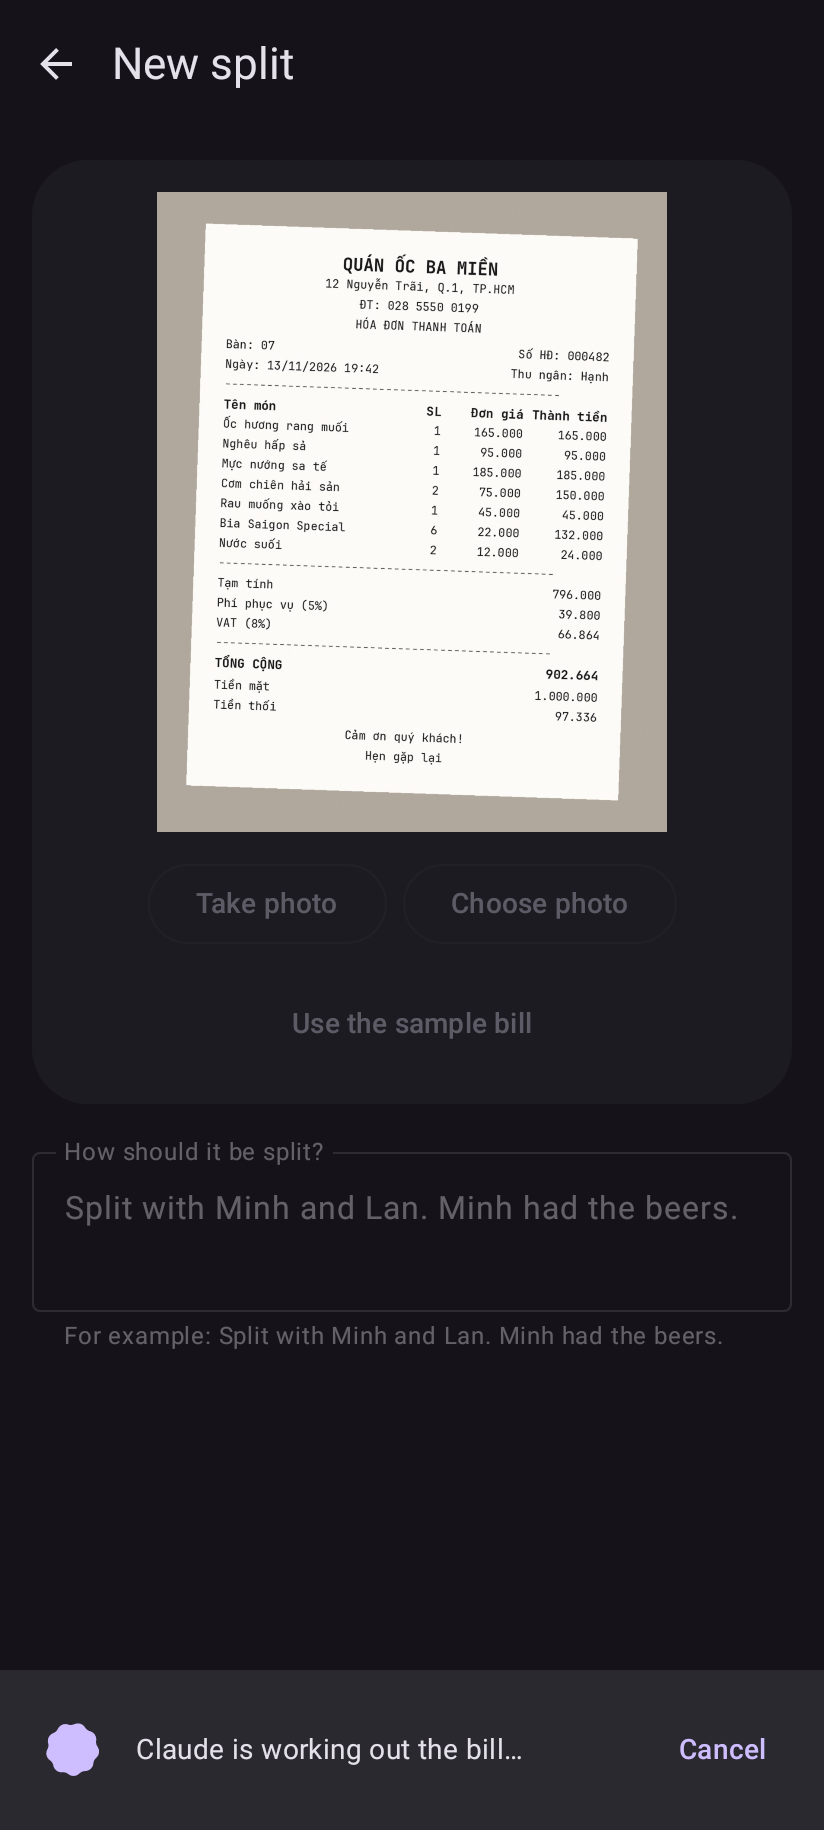 New split
QUÁN ỐC BA MIỀN
12 Nguyễn Trãi, Q.1, TP.HCM
ĐT: 028 5550 0199
HÓA ĐƠN THANH TOÁN
Bàn: 07 Số HĐ: 000482
Ngày: 13/11/2026 19:42 Thu ngân: Hạnh
Tên món SL Đơn giá Thành tiền
Ốc hương rang muối 1 165.000 165.000
Nghêu hấp sả 1 95.000 95.000
Mực nướng sa tế 1 185.000 185.000
Cơm chiên hải sản 2 75.000 150.000
Rau muống xào tỏi 1 45.000 45.000
Bia Saigon Special 6 22.000 132.000
Nước suối 2 12.000 24.000
Tạm tính 796.000
Phí phục vụ (5%) 39.800
VAT (8%) 66.864
TỔNG CỘNG 902.664
Tiền mặt 1.000.000
Tiền thối 97.336
Cảm ơn quý khách!
Hẹn gặp lại
Take photo Choose photo
Use the sample bill
How should it be split?
Split with Minh and Lan. Minh had the beers.
For example: Split with Minh and Lan. Minh had the beers.
Claude is working out the bill… Cancel